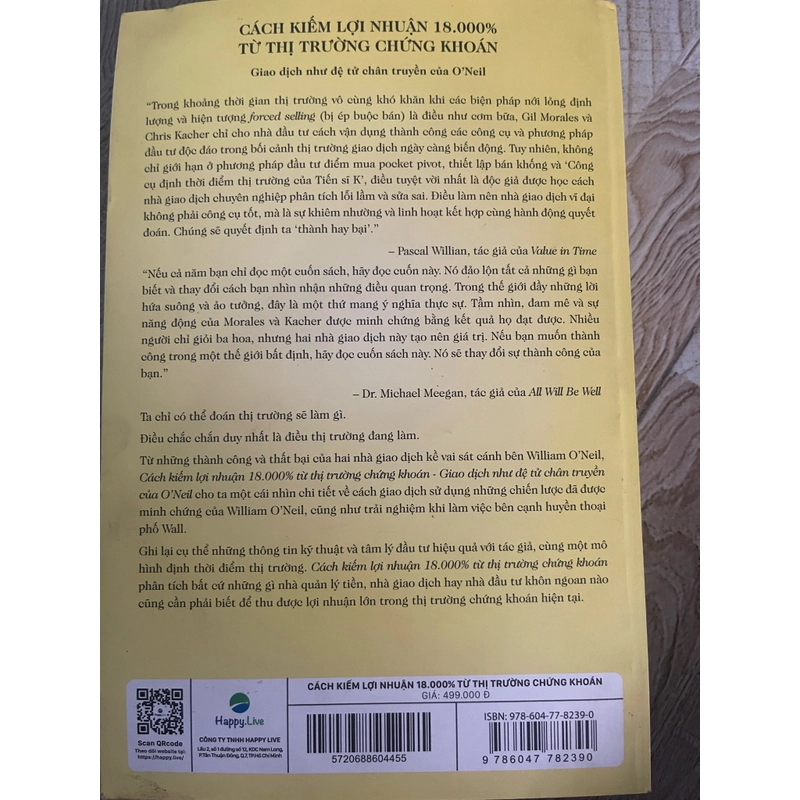 CÁCH KIẾM LỢI NHUẬN 18.000%
TỪ THỊ TRƯỜNG CHỨNG KHOÁN
Giao dịch như đệ tử chân truyền của O'Neil
“Trong khoảng thời gian thị trường vô cùng khó khăn khi các biện pháp nới lỏng định
lượng và hiện tượng forced selling (bị ép buộc bán) là điều như cơm bữa, Gil Morales và
Chris Kacher chỉ cho nhà đầu tư cách vận dụng thành công các công cụ và phương pháp
đầu tư độc đáo trong bối cảnh thị trường giao dịch ngày càng biến động. Tuy nhiên, không
chỉ giới hạn ở phương pháp đầu tư điểm mua pocket pivot, thiết lập bán khống và ‘Công
cụ định thời điểm thị trường của Tiến sĩ K’, điều tuyệt vời nhất là độc giả được học cách
nhà giao dịch chuyên nghiệp phân tích lỗi lầm và sửa sai. Điều làm nên nhà giao dịch vĩ đại
không phải công cụ tốt, mà là sự khiêm nhường và linh hoạt kết hợp cùng hành động quyết
đoán. Chúng sẽ quyết định ta ‘thành hay bại’.”
– Pascal Willian, tác giả của Value in Time
“Nếu cả năm bạn chỉ đọc một cuốn sách, hãy đọc cuốn này. Nó đảo lộn tất cả những gì bạn
biết và thay đổi cách bạn nhìn nhận những điều quan trọng. Trong thế giới đầy những lời
hứa suông và ảo tưởng, đây là một thứ mang ý nghĩa thực sự. Tầm nhìn, đam mê và sự
năng động của Morales và Kacher được minh chứng bằng kết quả họ đạt được. Nhiều
người chỉ giỏi ba hoa, nhưng hai nhà giao dịch này tạo nên giá trị. Nếu bạn muốn thành
công trong một thế giới bất định, hãy đọc cuốn sách này. Nó sẽ thay đổi sự thành công của
bạn.”
– Dr. Michael Meegan, tác giả của All Will Be Well
Ta chỉ có thể đoán thị trường sẽ làm gì.
Điều chắc chắn duy nhất là điều thị trường đang làm.
Từ những thành công và thất bại của hai nhà giao dịch kề vai sát cánh bên William O'Neil,
Cách kiếm lợi nhuận 18.000% từ thị trường chứng khoán - Giao dịch như đệ tử chân truyền
của O'Neil cho ta một cái nhìn chi tiết về cách giao dịch sử dụng những chiến lược đã được
minh chứng của William O'Neil, cũng như trải nghiệm khi làm việc bên cạnh huyền thoại
phố Wall.
Ghi lại cụ thể những thông tin kỹ thuật và tâm lý đầu tư hiệu quả với tác giả, cùng một mô
hình định thời điểm thị trường. Cách kiếm lợi nhuận 18.000% từ thị trường chứng khoán
phân tích bất cứ những gì nhà quản lý tiền, nhà giao dịch hay nhà đầu tư khôn ngoan nào
cũng cần phải biết để thu được lợi nhuận lớn trong thị trường chứng khoán hiện tại.
Scan QRcode
Theo dõi website tại:
https://happy.live/
Happy.Live
CÔNG TY TNHH HAPPY LIVE
Lầu 2, số 1 đường số 12, KDC Nam Long,
P.Tân Thuận Đông, Q.7, TP.Hồ Chí Minh
CÁCH KIẾM LỢI NHUẬN 18.000% TỪ THỊ TRƯỜNG CHỨNG KHOÁN
GIÁ: 499.000 Đ
5720688604455
ISBN: 978-604-77-8239-0
9 786047 782390